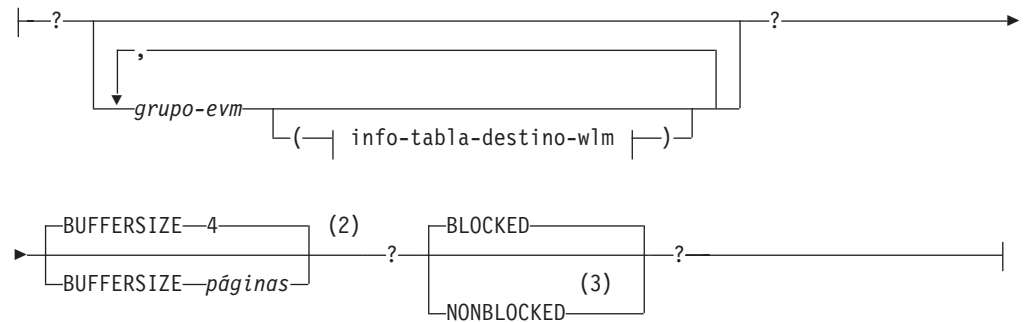 ? ?
,
grupo-evm
( info-tabla-destino-wlm )
BUFFERSIZE 4 (2) BLOCKED
? ?
BUFFERSIZE páginas (3)
NONBLOCKED